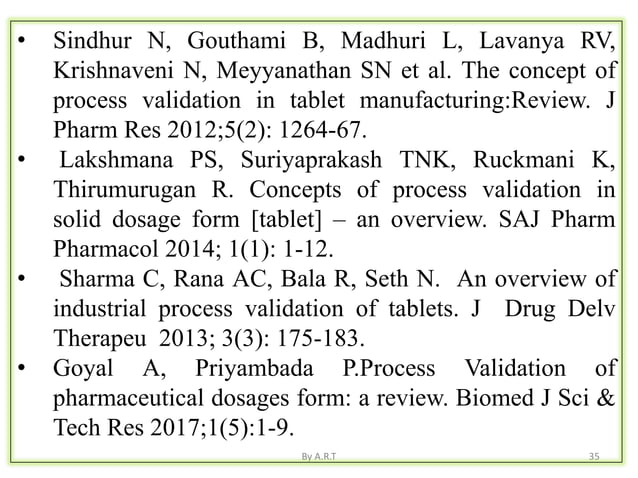 • Sindhur N, Gouthami B, Madhuri L, Lavanya RV,
Krishnaveni N, Meyyanathan SN et al. The concept of
process validation in tablet manufacturing:Review. J
Pharm Res 2012;5(2): 1264-67.
• Lakshmana PS, Suriyaprakash TNK, Ruckmani K,
Thirumurugan R. Concepts of process validation in
solid dosage form [tablet] – an overview. SAJ Pharm
Pharmacol 2014; 1(1): 1-12.
• Sharma C, Rana AC, Bala R, Seth N. An overview of
industrial process validation of tablets. J Drug Delv
Therapeu 2013; 3(3): 175-183.
• Goyal A, Priyambada P.Process Validation of
pharmaceutical dosages form: a review. Biomed J Sci &
Tech Res 2017;1(5):1-9.
By A.R.T 35